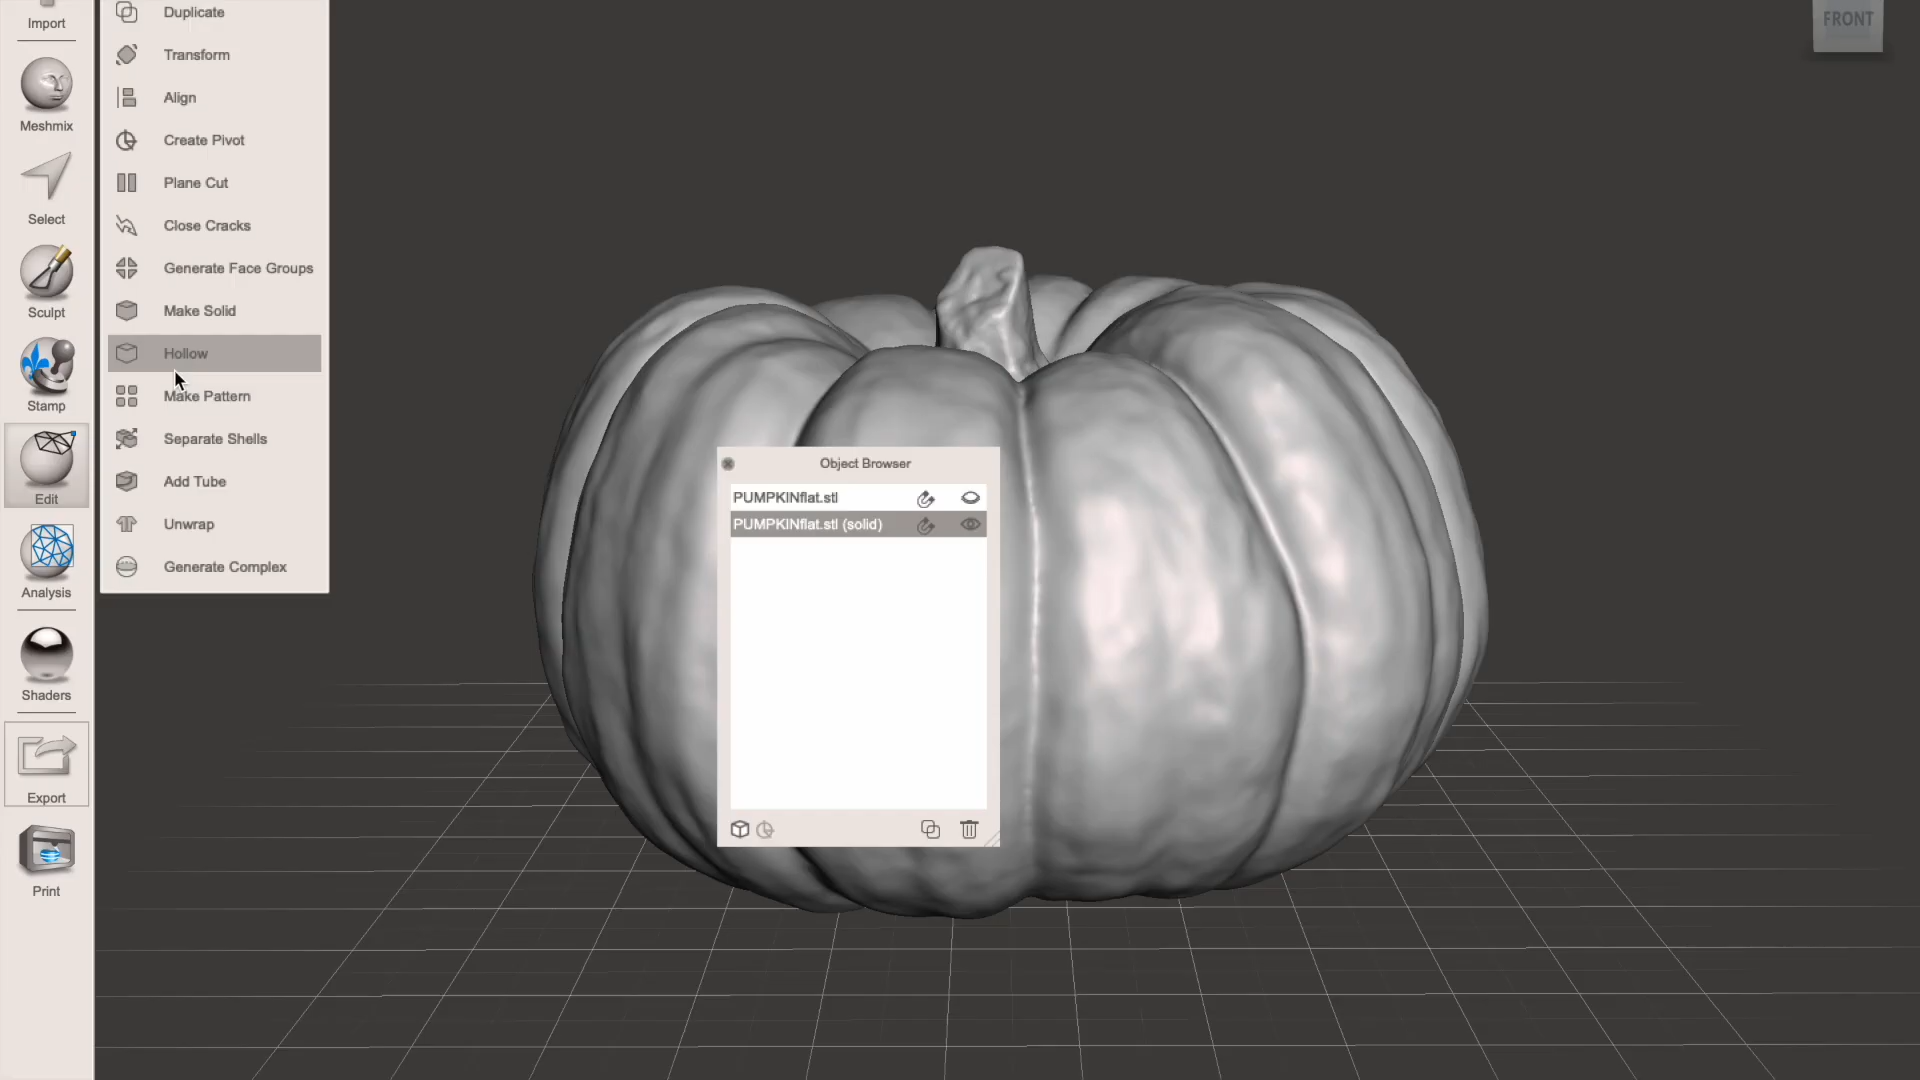 Import
Meshmix
Select
Sculpt
Stamp
Edit
Analysis
Shaders
Export
Print
Duplicate
Transform
Align
Create Pivot
Plane Cut
Close Cracks
Generate Face Groups
Make Solid
Hollow
Make Pattern
Separate Shells
Add Tube
Unwrap
Generate Complex
Object Browser
PUMPKINflat.stl
PUMPKINflat.stl (solid)
FRONT